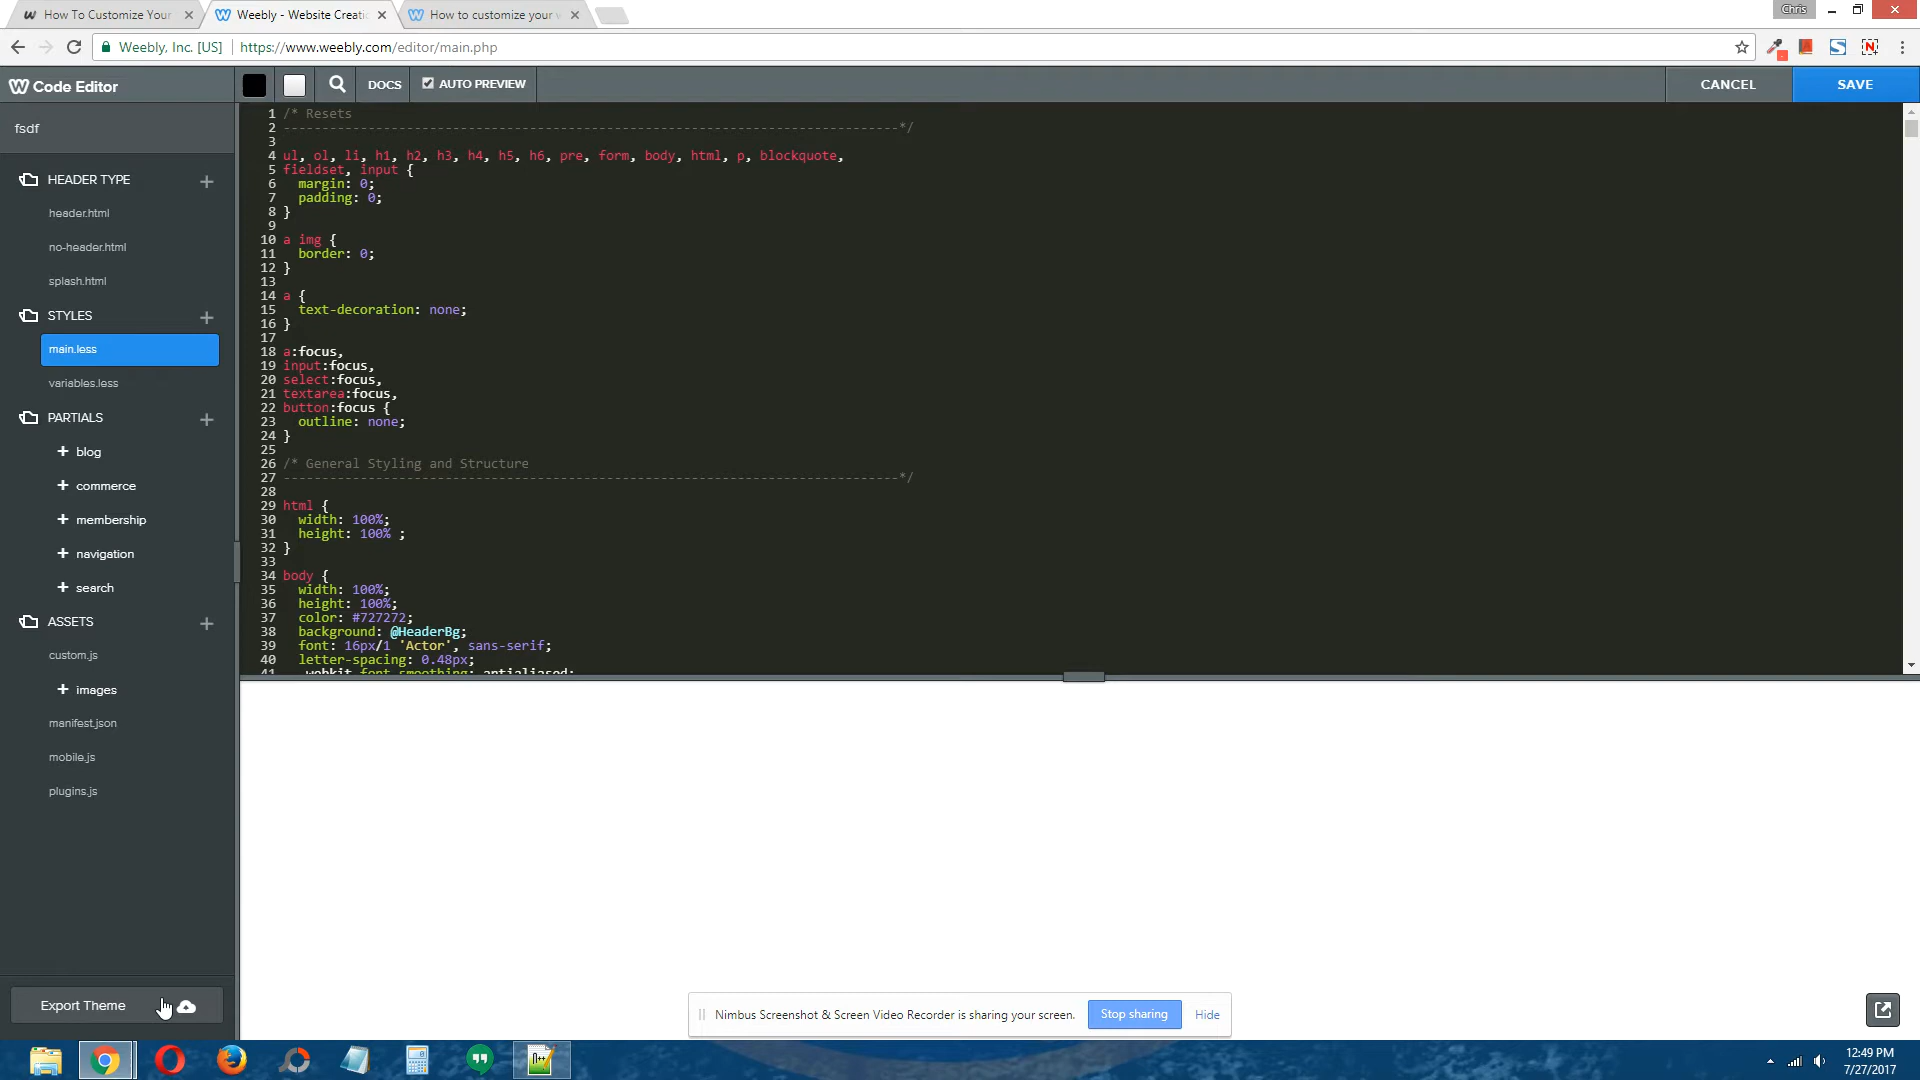 How To Customize Your
Weebly - Website Creati
How to customize your w
Chris
Weebly, Inc. [US]
https://www.weebly.com/editor/main.php
Code Editor
DOCS
AUTO PREVIEW
CANCEL
SAVE
fsdf
HEADER TYPE
header.html
no-header.html
splash.html
STYLES
main.less
variables.less
PARTIALS
+ blog
+ commerce
+ membership
+ navigation
+ search
ASSETS
custom.js
+ images
manifest.json
mobile.js
plugins.js
Export Theme
1 /* Resets
2 --------------------------------------------------------------------------------*/
3
4 ul, ol, li, h1, h2, h3, h4, h5, h6, pre, form, body, html, p, blockquote,
5 fieldset, input {
6 margin: 0;
7 padding: 0;
8 }
9
10 a img {
11 border: 0;
12 }
13
14 a {
15 text-decoration: none;
16 }
17
18 a:focus,
19 input:focus,
20 select:focus,
21 textarea:focus,
22 button:focus {
23 outline: none;
24 }
25
26 /* General Styling and Structure
27 --------------------------------------------------------------------------------*/
28
29 html {
30 width: 100%;
31 height: 100% ;
32 }
33
34 body {
35 width: 100%;
36 height: 100%;
37 color: #727272;
38 background: @HeaderBg;
39 font: 16px/1 'Actor', sans-serif;
40 letter-spacing: 0.48px;
41 -webkit-font-smoothing: antialiased;
Nimbus Screenshot & Screen Video Recorder is sharing your screen.
Stop sharing
Hide
12:49 PM
7/27/2017